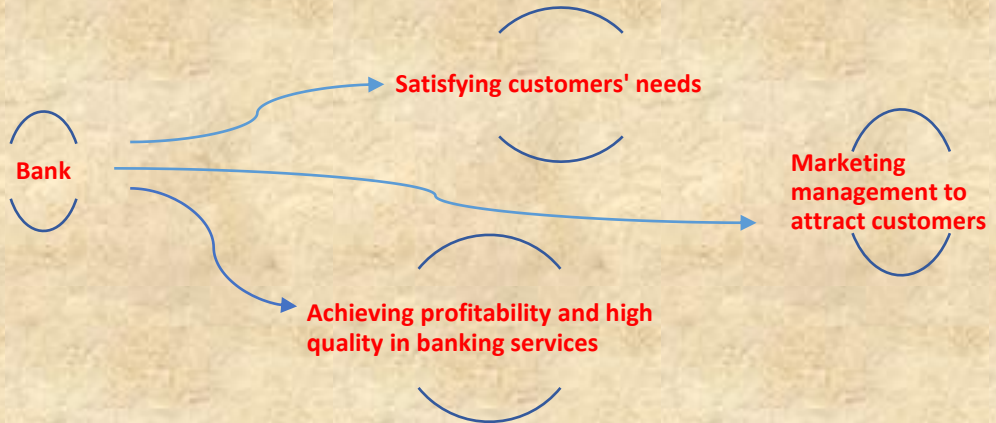 Satisfying customers' needs
Bank
Marketing
management to
attract customers
Achieving profitability and high
quality in banking services